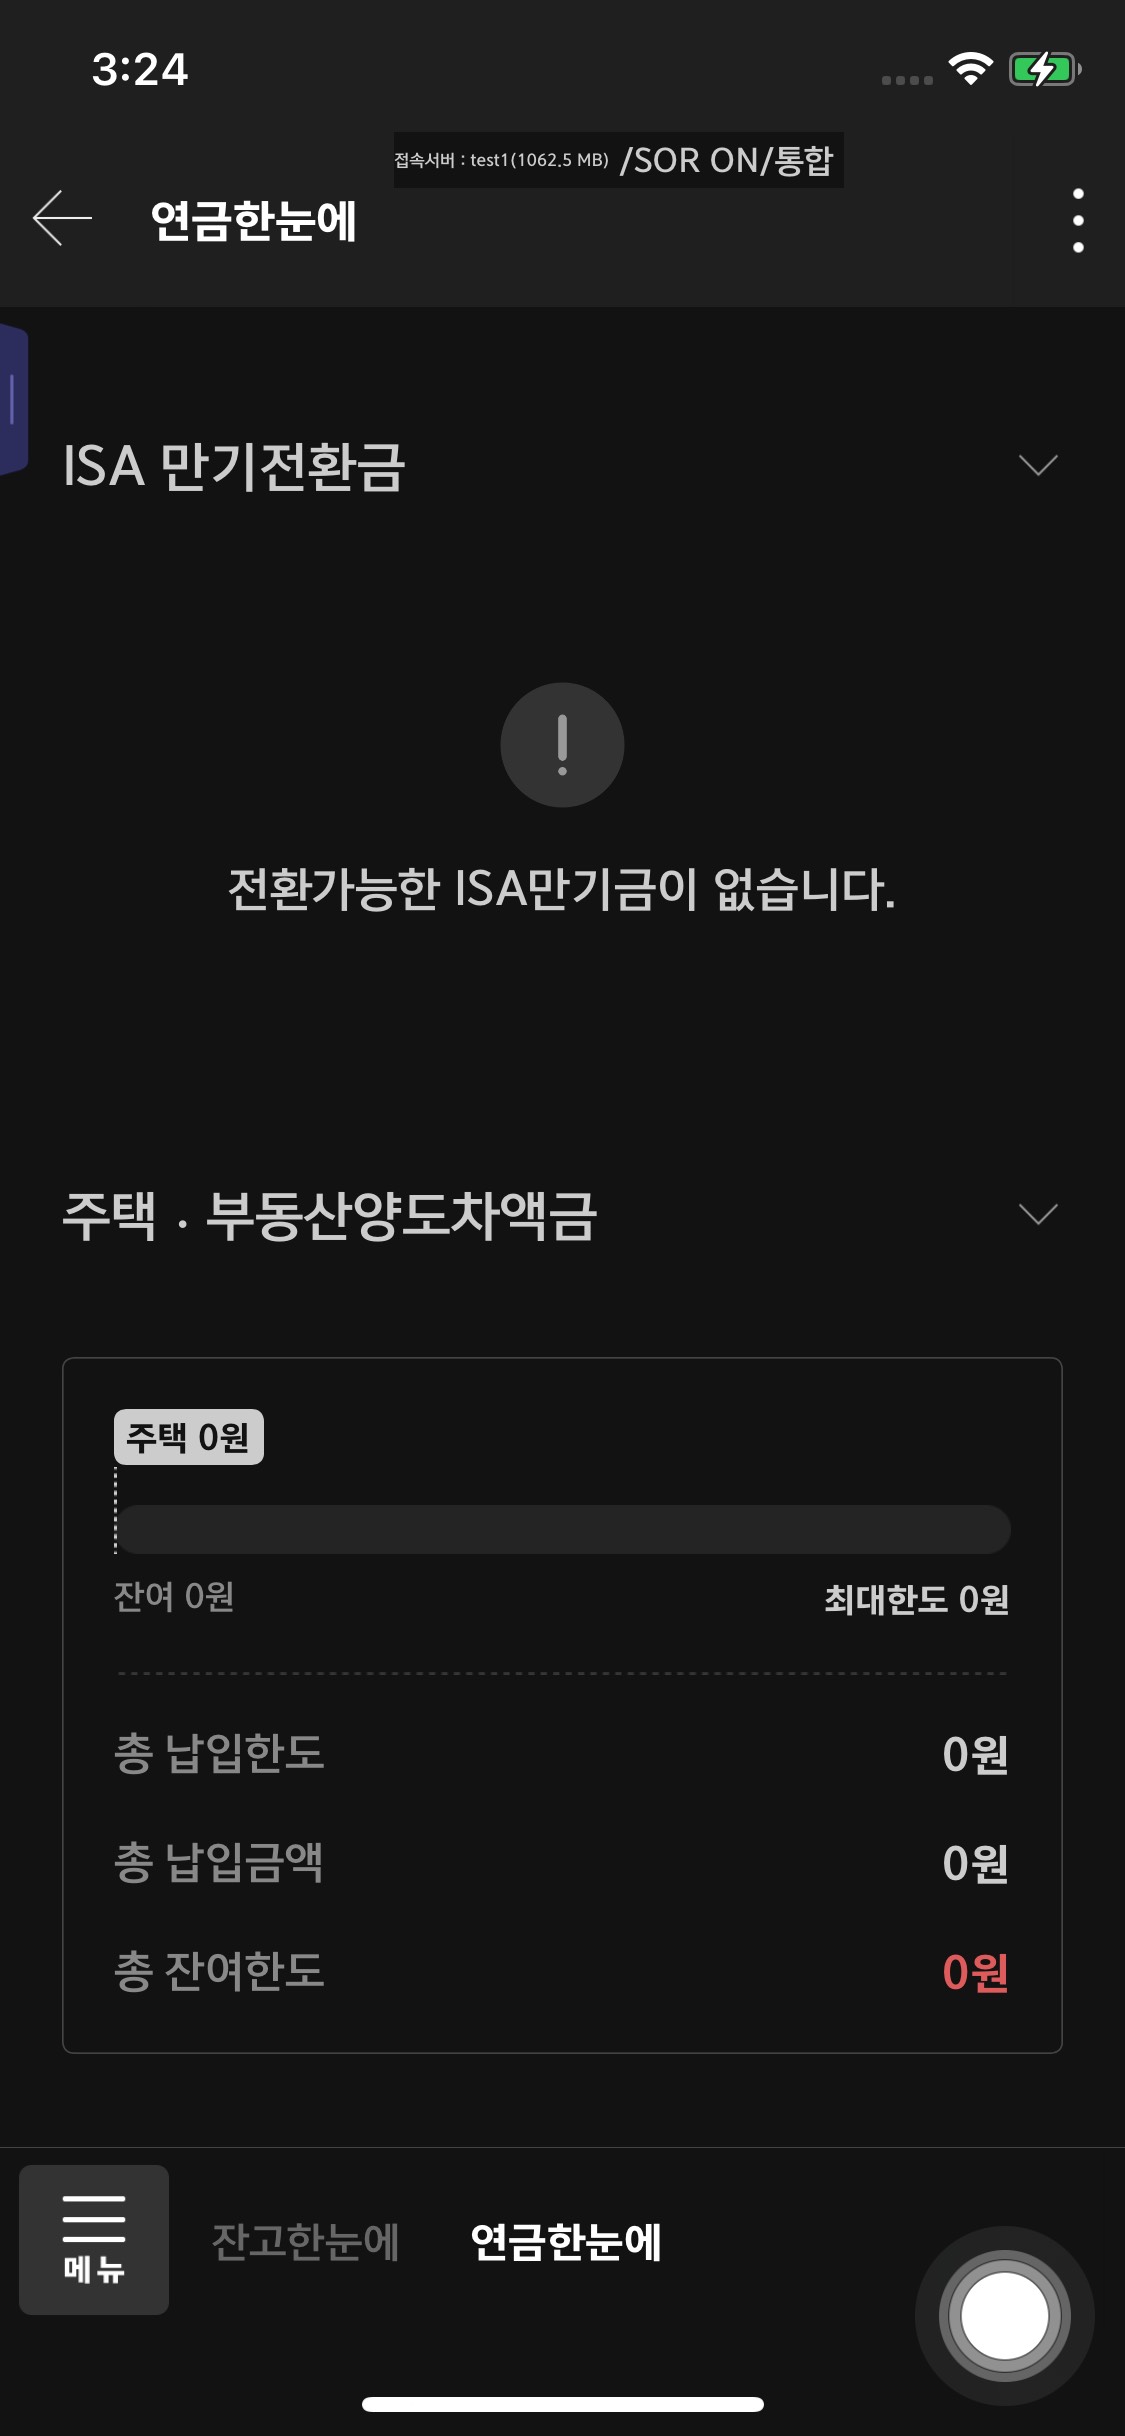 3:24
접속서버 : test1(1062.5 MB) /SOR ON/통합
연금한눈에
ISA 만기전환금
전환가능한 ISA만기금이 없습니다.
주택 · 부동산양도차액금
주택 0원
잔여 0원 최대한도 0원
총 납입한도 0원
총 납입금액 0원
총 잔여한도 0원
메뉴 잔고한눈에 연금한눈에